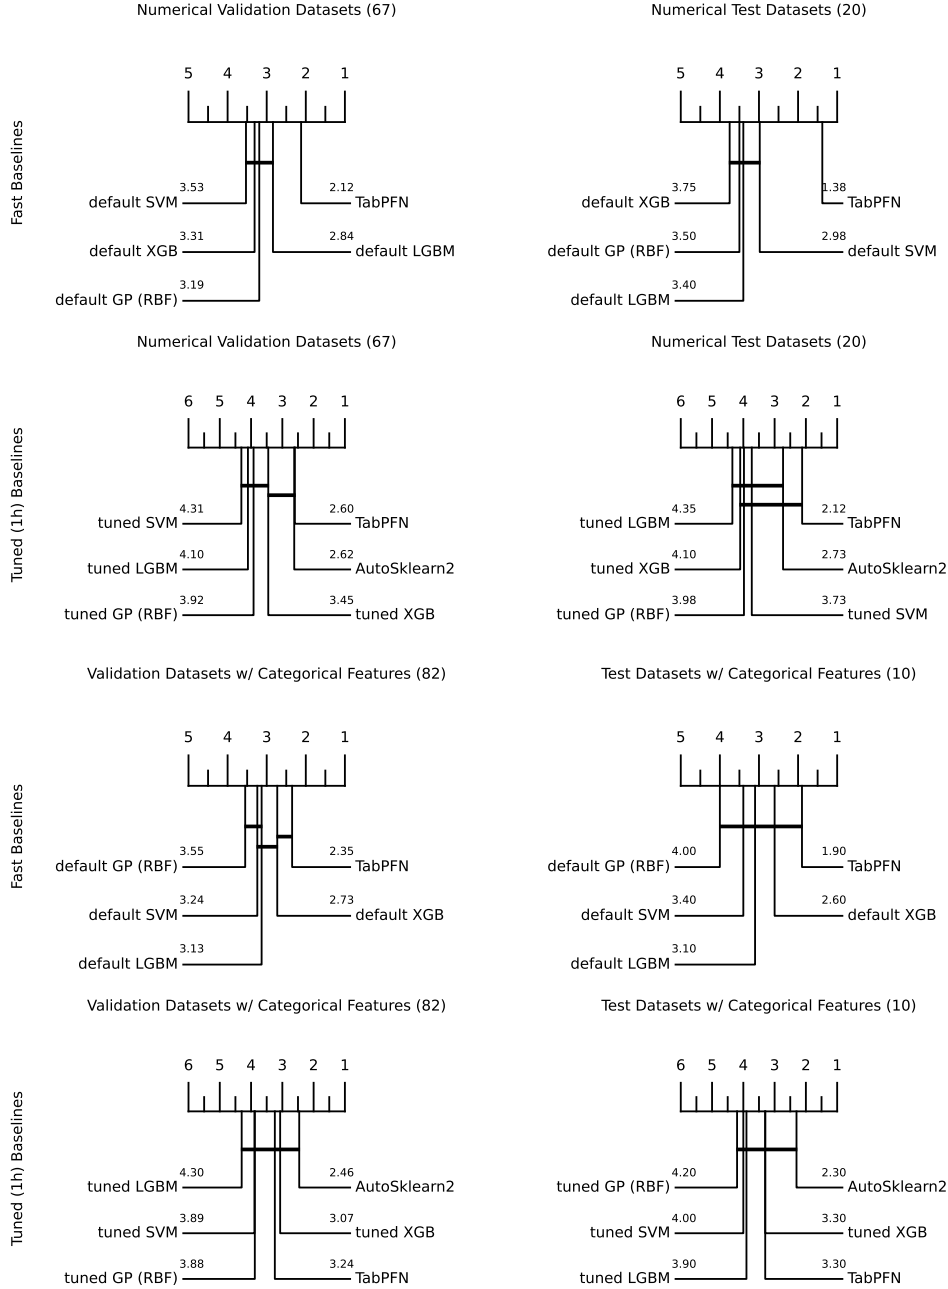 Numerical Validation Datasets (67)
Numerical Test Datasets (20)
Fast Baselines
5 4 3 2 1
3.53
default SVM
3.31
default XGB
3.19
default GP (RBF)
2.12
TabPFN
2.84
default LGBM
5 4 3 2 1
3.75
default XGB
3.50
default GP (RBF)
3.40
default LGBM
1.38
TabPFN
2.98
default SVM
Numerical Validation Datasets (67)
Numerical Test Datasets (20)
Tuned (1h) Baselines
6 5 4 3 2 1
4.31
tuned SVM
4.10
tuned LGBM
3.92
tuned GP (RBF)
2.60
TabPFN
2.62
AutoSklearn2
3.45
tuned XGB
6 5 4 3 2 1
4.35
tuned LGBM
4.10
tuned XGB
3.98
tuned GP (RBF)
2.12
TabPFN
2.73
AutoSklearn2
3.73
tuned SVM
Validation Datasets w/ Categorical Features (82)
Test Datasets w/ Categorical Features (10)
Fast Baselines
5 4 3 2 1
3.55
default GP (RBF)
3.24
default SVM
3.13
default LGBM
2.35
TabPFN
2.73
default XGB
5 4 3 2 1
4.00
default GP (RBF)
3.40
default SVM
3.10
default LGBM
1.90
TabPFN
2.60
default XGB
Validation Datasets w/ Categorical Features (82)
Test Datasets w/ Categorical Features (10)
Tuned (1h) Baselines
6 5 4 3 2 1
4.30
tuned LGBM
3.89
tuned SVM
3.88
tuned GP (RBF)
2.46
AutoSklearn2
3.07
tuned XGB
3.24
TabPFN
6 5 4 3 2 1
4.20
tuned GP (RBF)
4.00
tuned SVM
3.90
tuned LGBM
2.30
AutoSklearn2
3.30
tuned XGB
3.30
TabPFN